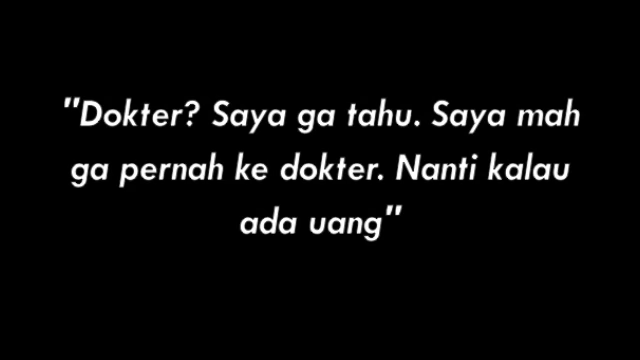 "Dokter? Saya ga tahu. Saya mah
ga pernah ke dokter. Nanti kalau
ada uang"